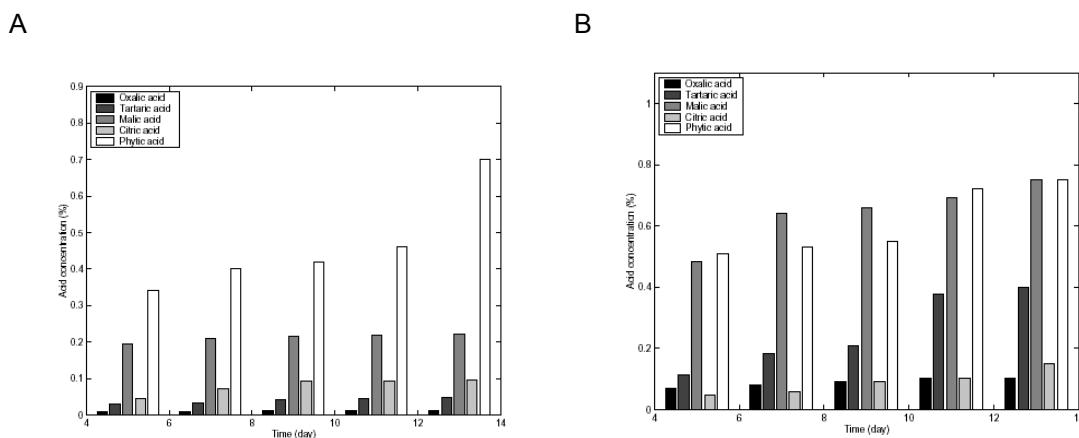 A
B
0.9
0.8
0.7
0.6
0.5
0.4
0.3
0.2
0.1
0
Acid concentration (%)
Oxalic acid
Tartaric acid
Malic acid
Citric acid
Phytic acid
4 6 8 10 12 14
Time (day)
1
0.8
0.6
0.4
0.2
0
Acid concentration (%)
Oxalic acid
Tartaric acid
Malic acid
Citric acid
Phytic acid
4 6 8 10 12 1
Time (day)